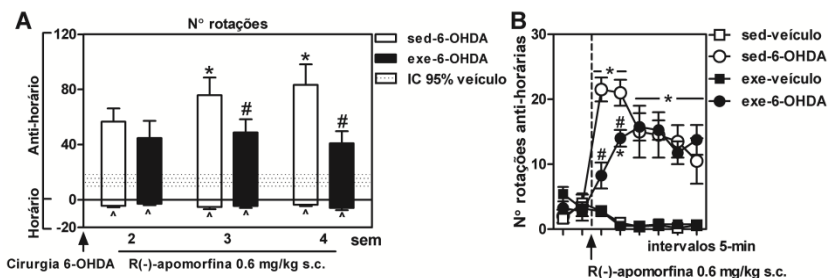 A
N° rotações
120
80
40
0
-20
Anti-horário
Horário
sed-6-OHDA
exe-6-OHDA
IC 95% veículo
*
*
#
#
^ ^ ^ ^ ^ ^
2 3 4 sem
Cirurgia 6-OHDA
R(-)-apomorfina 0.6 mg/kg s.c.
B
N° rotações anti-horárias
30
20
10
0
sed-veículo
sed-6-OHDA
exe-veículo
exe-6-OHDA
*
*
#
#
*
intervalos 5-min
R(-)-apomorfina 0.6 mg/kg s.c.